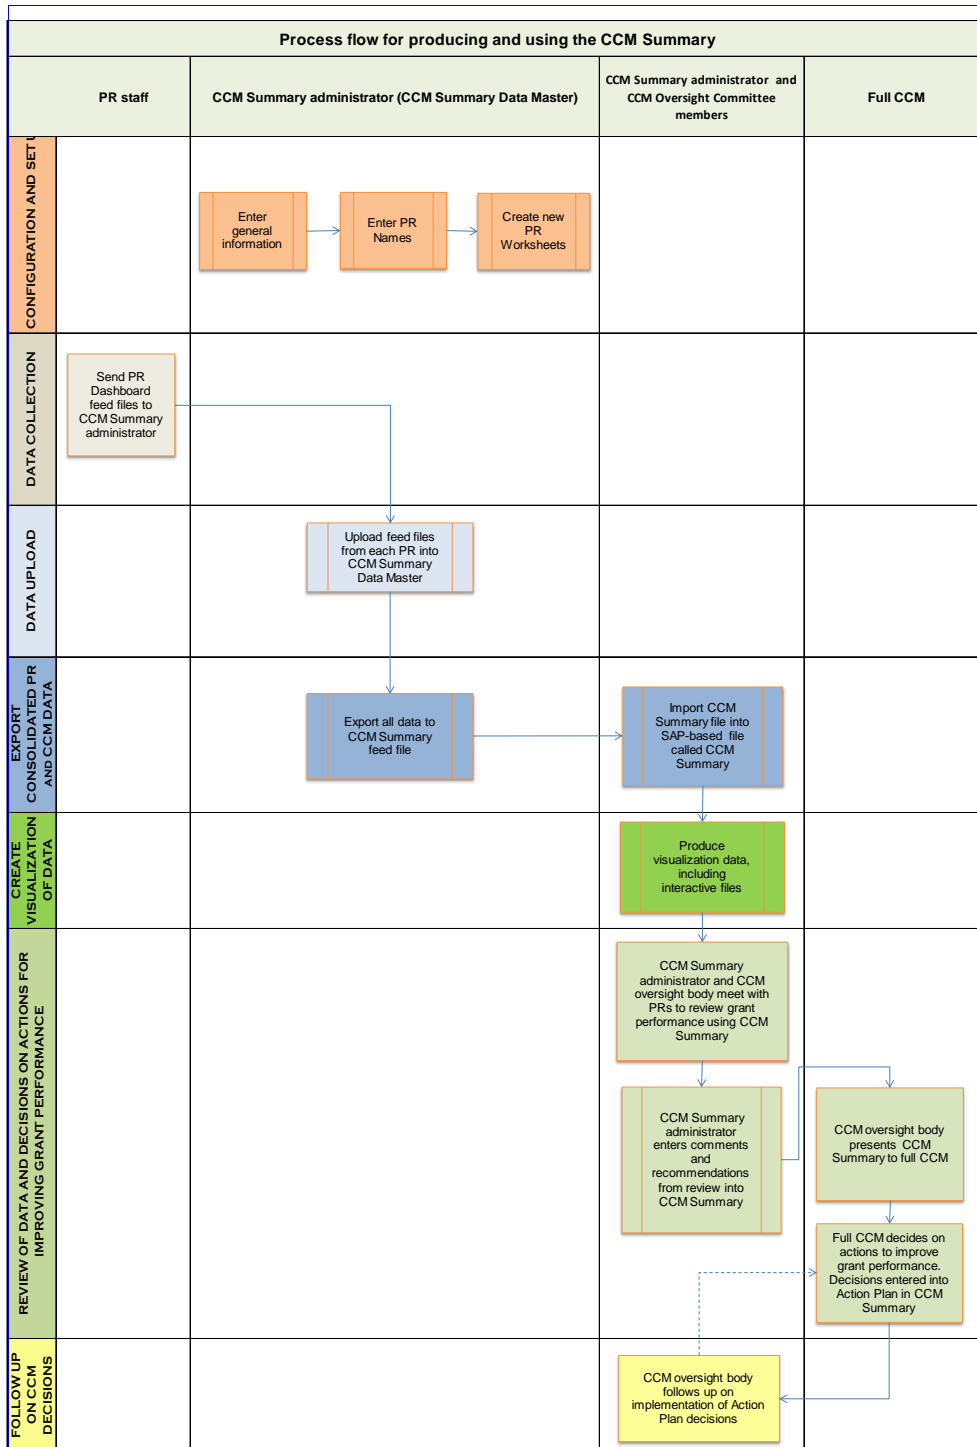 Process flow for producing and using the CCM Summary
PR staff
CCM Summary administrator (CCM Summary Data Master)
CCM Summary administrator and
CCM Oversight Committee
members
Full CCM
CONFIGURATION AND SET U
Enter
general
information
Enter PR
Names
Create new
PR
Worksheets
DATA COLLECTION
Send PR
Dashboard
feed files to
CCM Summary
administrator
DATA UPLOAD
Upload feed files
from each PR into
CCM Summary
Data Master
EXPORT
CONSOLIDATED PR
AND CCM DATA
Export all data to
CCM Summary
feed file
Import CCM
Summary file into
SAP-based file
called CCM
Summary
CREATE
VISUALIZATION
OF DATA
Produce
visualization data,
including
interactive files
REVIEW OF DATA AND DECISIONS ON ACTIONS FOR
IMPROVING GRANT PERFORMANCE
CCM Summary
administrator and CCM
oversight body meet with
PRs to review grant
performance using CCM
Summary
CCM Summary
administrator
enters comments
and
recommendations
from review into
CCM Summary
CCM oversight body
presents CCM
Summary to full CCM
Full CCM decides on
actions to improve
grant performance.
Decisions entered into
Action Plan in CCM
Summary
FOLLOW UP
ON CCM
DECISIONS
CCM oversight body
follows up on
implementation of Action
Plan decisions